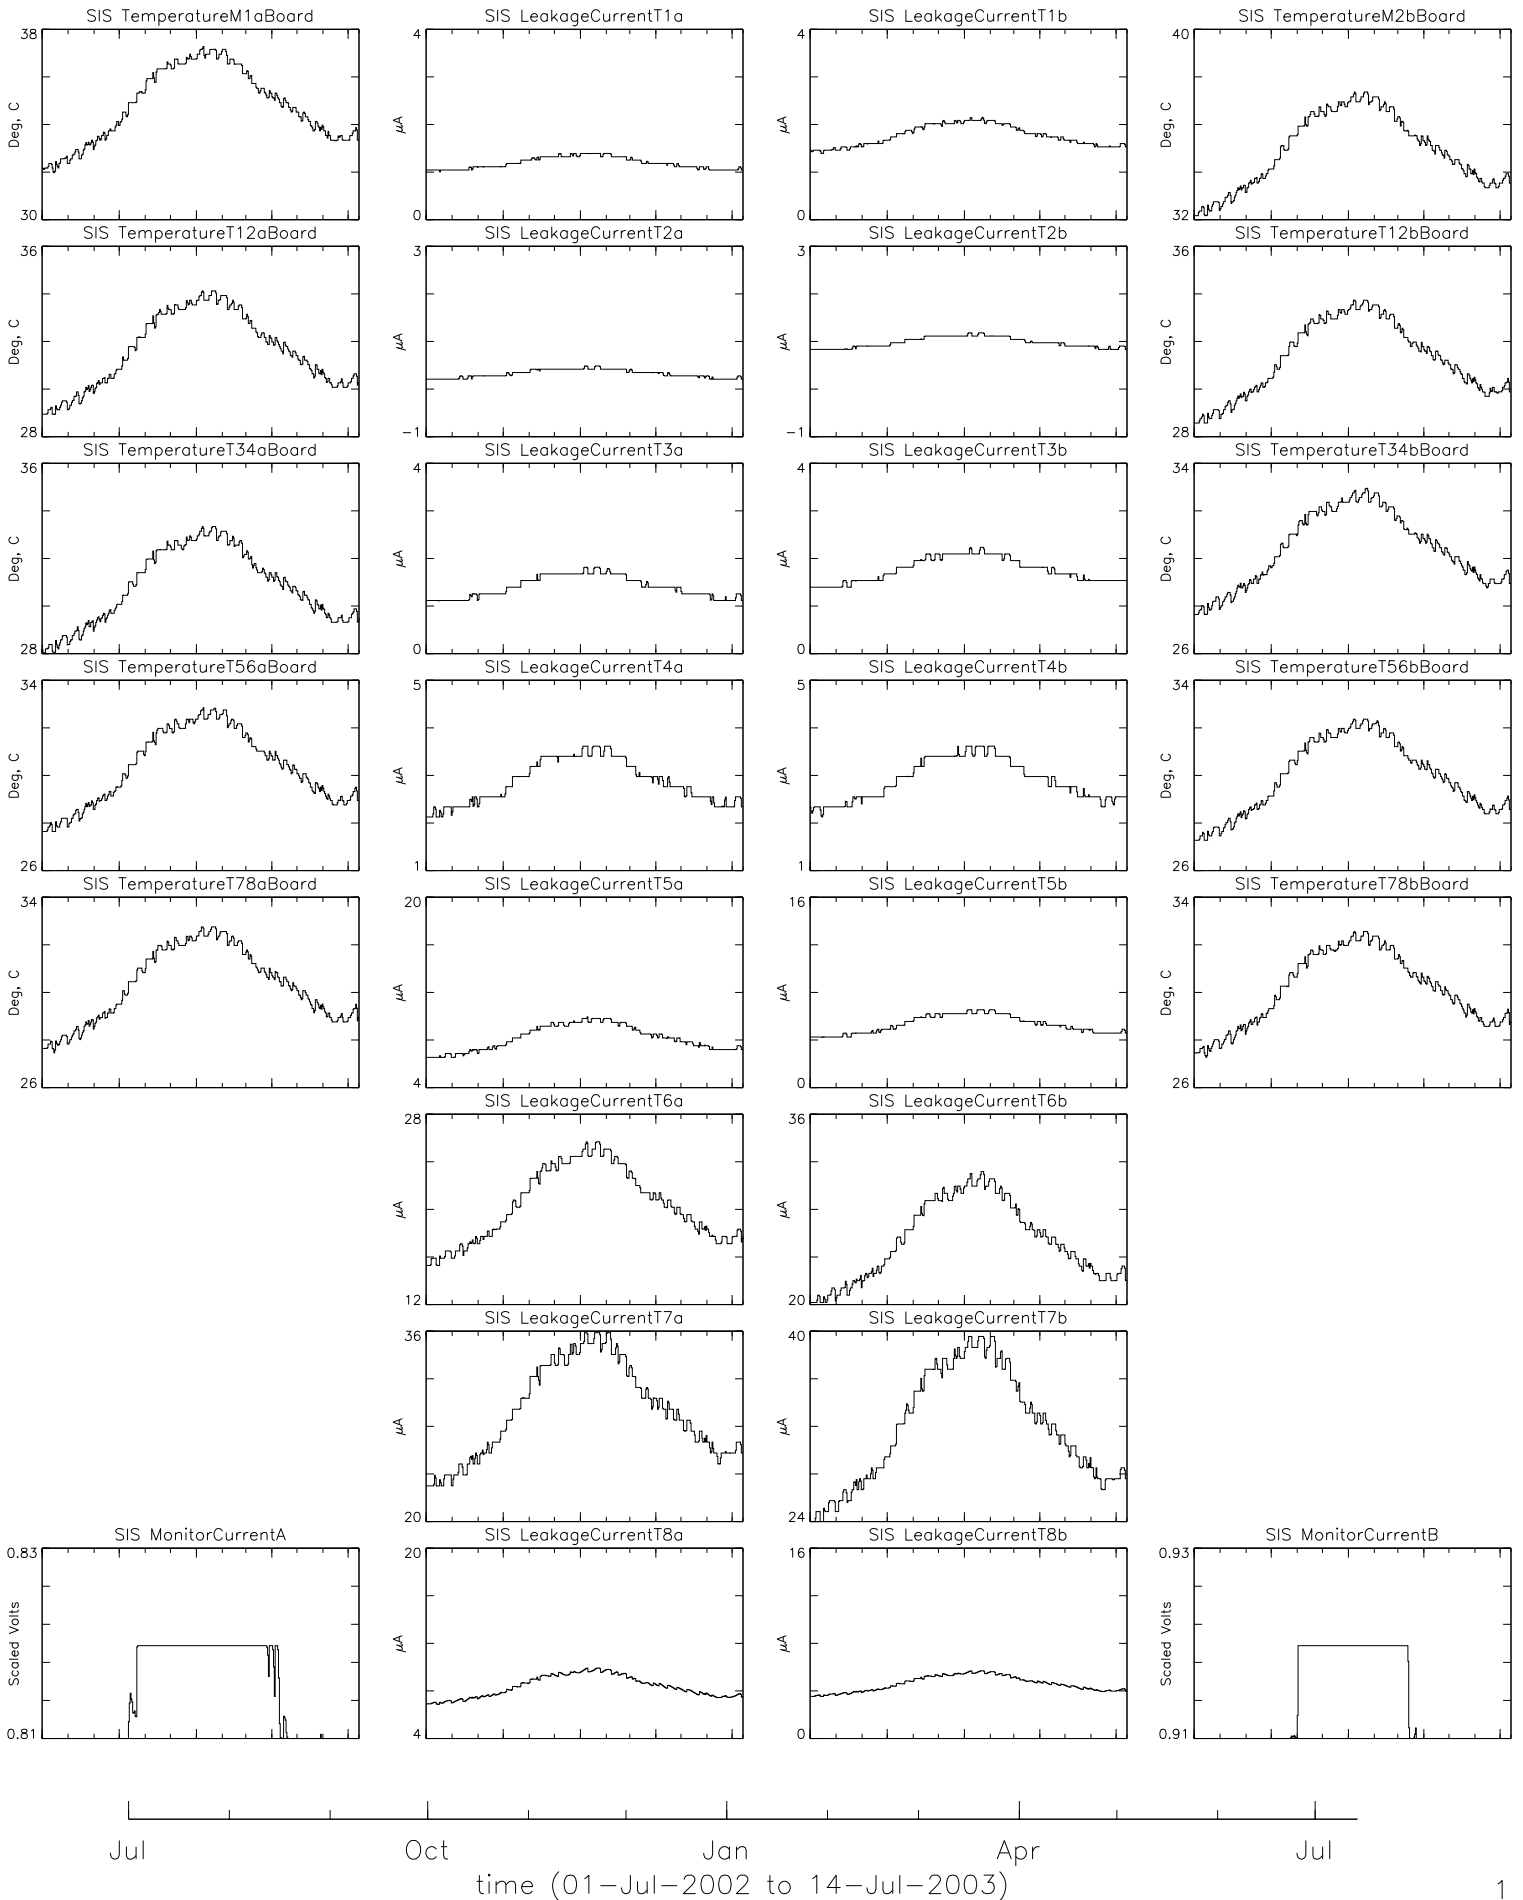 SIS TemperatureM1aBoard
38
Deg, C
30
SIS LeakageCurrentT1a
4
μA
0
SIS LeakageCurrentT1b
4
μA
0
SIS TemperatureM2bBoard
40
Deg, C
32
SIS TemperatureT12aBoard
36
Deg, C
28
SIS LeakageCurrentT2a
3
μA
−1
SIS LeakageCurrentT2b
3
μA
−1
SIS TemperatureT12bBoard
36
Deg, C
28
SIS TemperatureT34aBoard
36
Deg, C
28
SIS LeakageCurrentT3a
4
μA
0
SIS LeakageCurrentT3b
4
μA
0
SIS TemperatureT34bBoard
34
Deg, C
26
SIS TemperatureT56aBoard
34
Deg, C
26
SIS LeakageCurrentT4a
5
μA
1
SIS LeakageCurrentT4b
5
μA
1
SIS TemperatureT56bBoard
34
Deg, C
26
SIS TemperatureT78aBoard
34
Deg, C
26
SIS LeakageCurrentT5a
20
μA
4
SIS LeakageCurrentT5b
16
μA
0
SIS TemperatureT78bBoard
34
Deg, C
26
SIS LeakageCurrentT6a
28
μA
12
SIS LeakageCurrentT6b
36
μA
20
SIS LeakageCurrentT7a
36
μA
20
SIS LeakageCurrentT7b
40
μA
24
SIS MonitorCurrentA
0.83
Scaled Volts
0.81
SIS LeakageCurrentT8a
20
μA
4
SIS LeakageCurrentT8b
16
μA
0
SIS MonitorCurrentB
0.93
Scaled Volts
0.91
Jul Oct Jan Apr Jul
time (01−Jul−2002 to 14−Jul−2003)
1